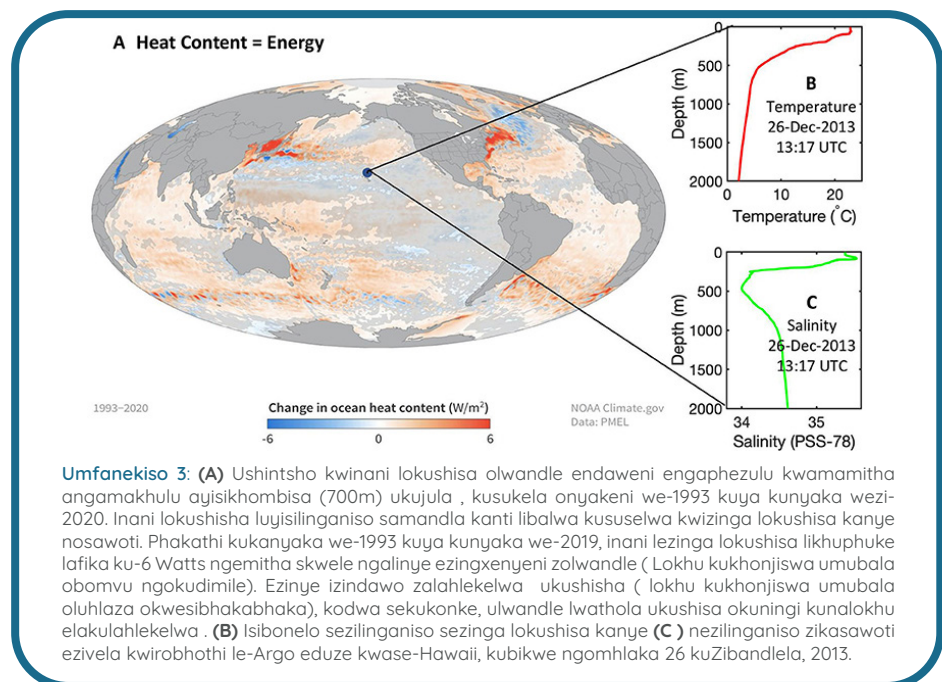 A Heat Content = Energy
0
500
1000
1500
2000
Depth (m)
B
Temperature
26-Dec-2013
13:17 UTC
0
10
20
Temperature (°C)
0
500
1000
1500
2000
Depth (m)
C
Salinity
26-Dec-2013
13:17 UTC
34
35
Salinity (PSS-78)
1993–2020
Change in ocean heat content (W/m²)
-6
0
6
NOAA Climate.gov
Data: PMEL
Umfanekiso 3: (A) Ushintsho kwinani lokushisa olwandle endaweni engaphezulu kwamamitha
angamakhulu ayisikhombisa (700m) ukujula , kusukela onyakeni we-1993 kuya kunyaka wezi-
2020. Inani lokushisha luyisilinganiso samandla kanti libalwa kususelwa kwizinga lokushisa kanye
nosawoti. Phakathi kukanyaka we-1993 kuya kunyaka we-2019, inani lezinga lokushisa likhuphuke
lafika ku-6 Watts ngemitha skwele ngalinye ezingxenyeni zolwandle ( Lokhu kukhonjiswa umubala
obomvu ngokudimile). Ezinye izindawo zalahlekelwa ukushisha ( lokhu kukhonjiswa umubala
oluhlaza okwesibhakabhaka), kodwa sekukonke, ulwandle lwathola ukushisa okuningi kunalokhu
elakulahlekelwa . (B) Isibonelo sezilinganiso sezinga lokushisa kanye (C ) nezilinganiso zikasawoti
ezivela kwirobhothi le-Argo eduze kwase-Hawaii, kubikwe ngomhlaka 26 kuZibandlela, 2013.